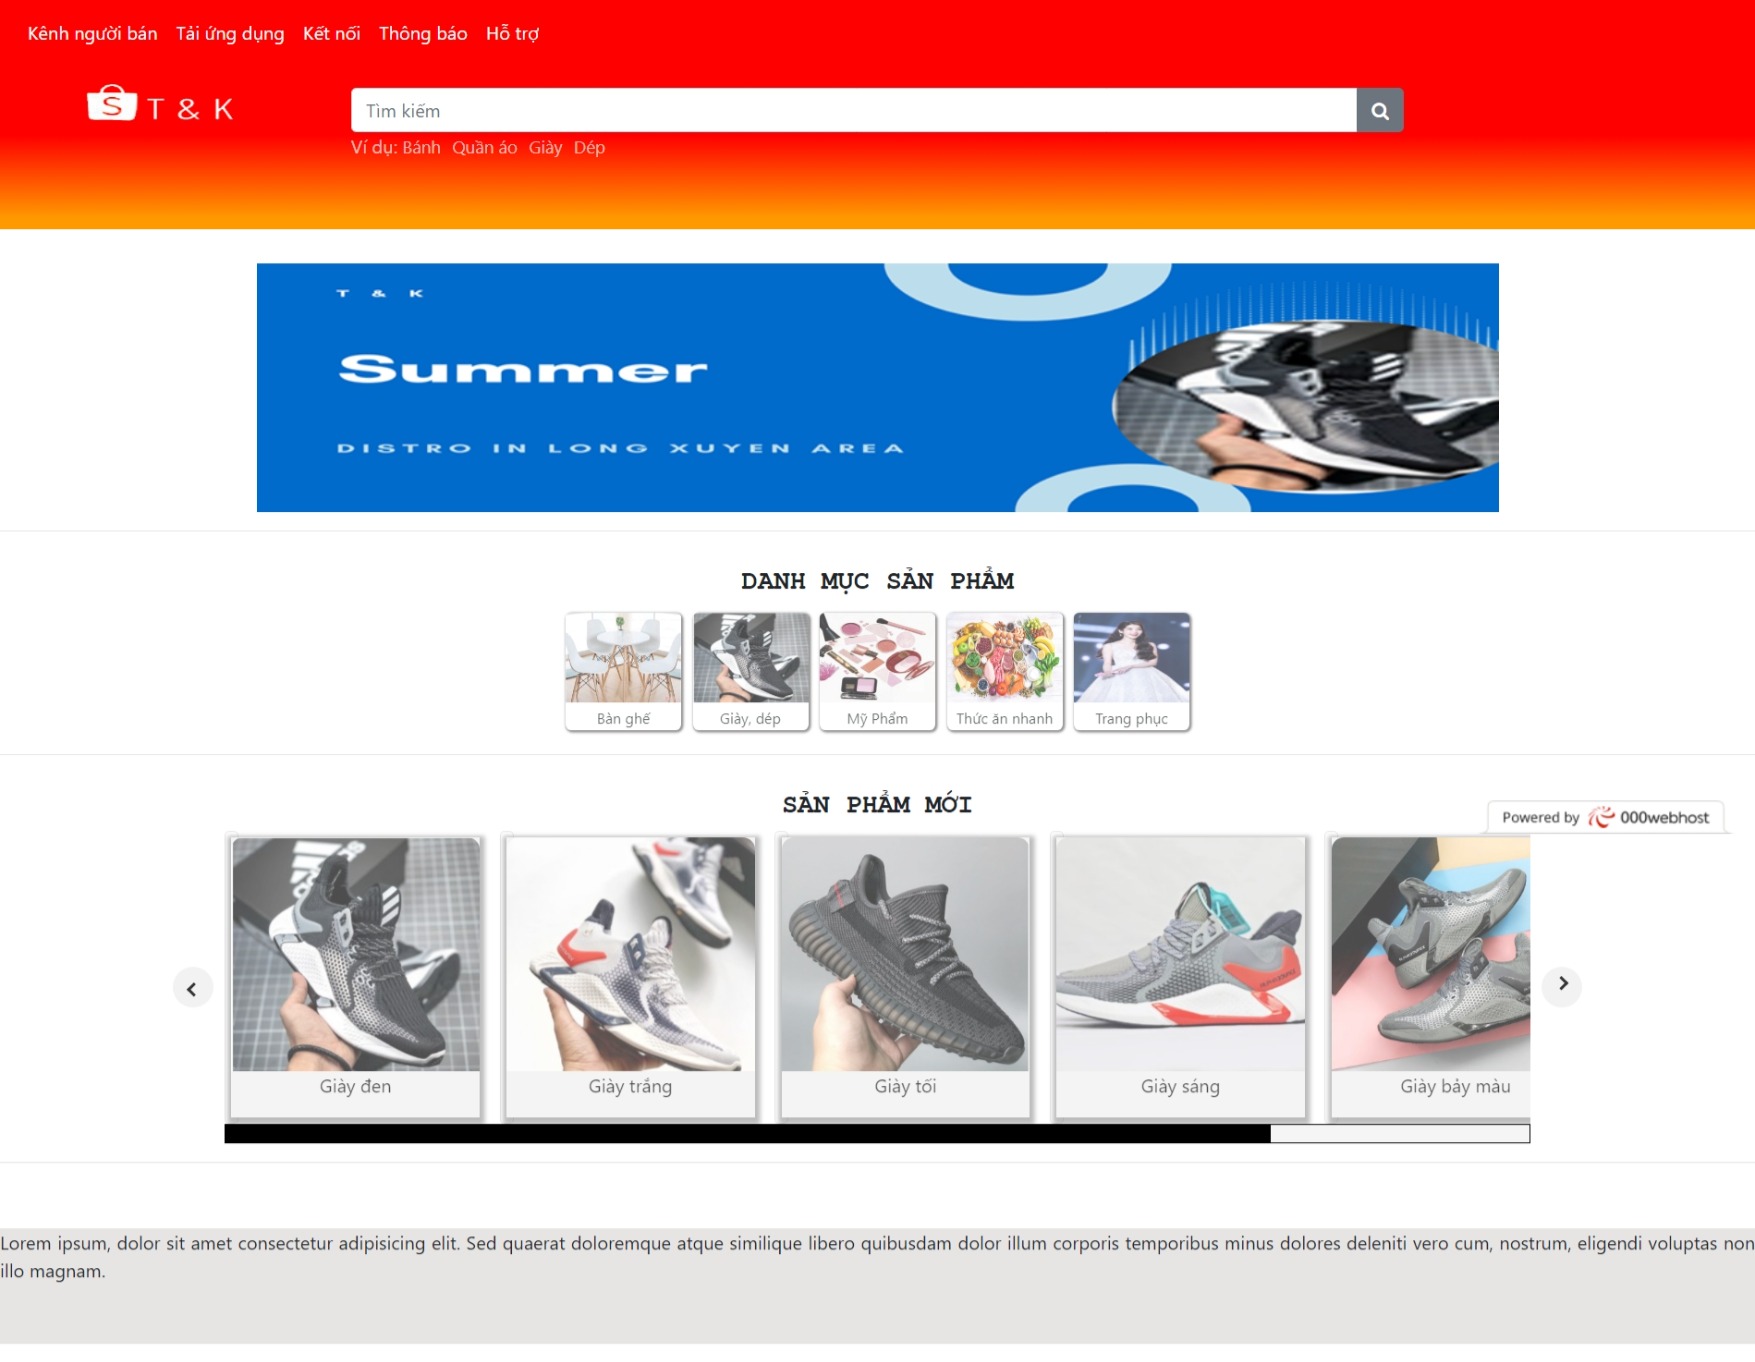 Kênh người bán Tải ứng dụng Kết nối Thông báo Hỗ trợ
S T & K
Tìm kiếm
Ví dụ: Bánh Quần áo Giày Dép
T & K
Summer
DISTRO IN LONG XUYEN AREA
DANH MỤC SẢN PHẨM
Bàn ghế Giày, dép Mỹ Phẩm Thức ăn nhanh Trang phục
SẢN PHẨM MỚI
Powered by 000webhost
Giày đen Giày trắng Giày tối Giày sáng Giày bảy màu
Lorem ipsum, dolor sit amet consectetur adipisicing elit. Sed quaerat doloremque atque similique libero quibusdam dolor illum corporis temporibus minus dolores deleniti vero cum, nostrum, eligendi voluptas non
illo magnam.